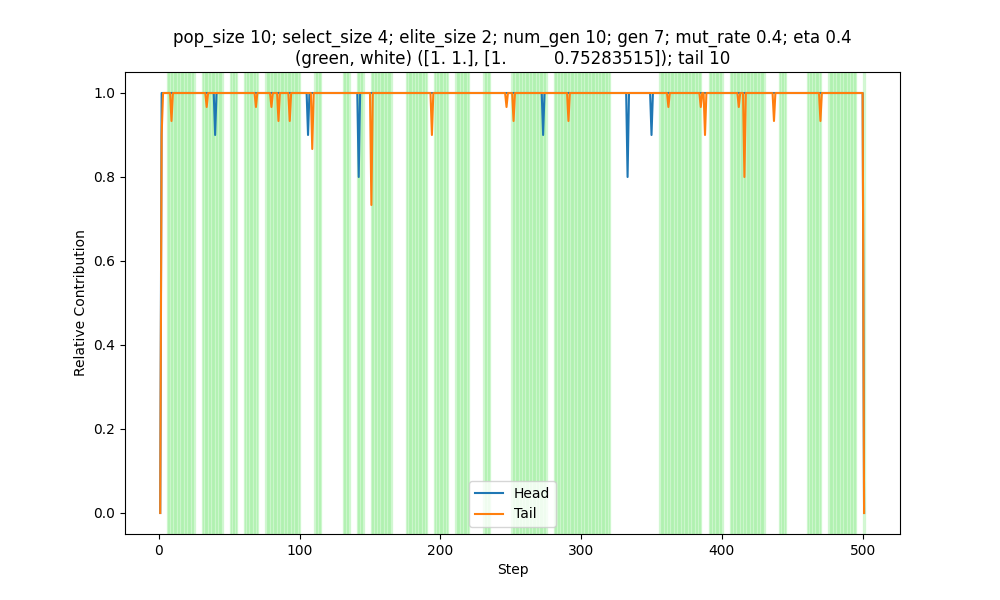 pop_size 10; select_size 4; elite_size 2; num_gen 10; gen 7; mut_rate 0.4; eta 0.4
(green, white) ([1. 1.], [1.         0.75283515]); tail 10
1.0
0.8
0.6
0.4
0.2
0.0
Relative Contribution
Head
Tail
0 100 200 300 400 500
Step